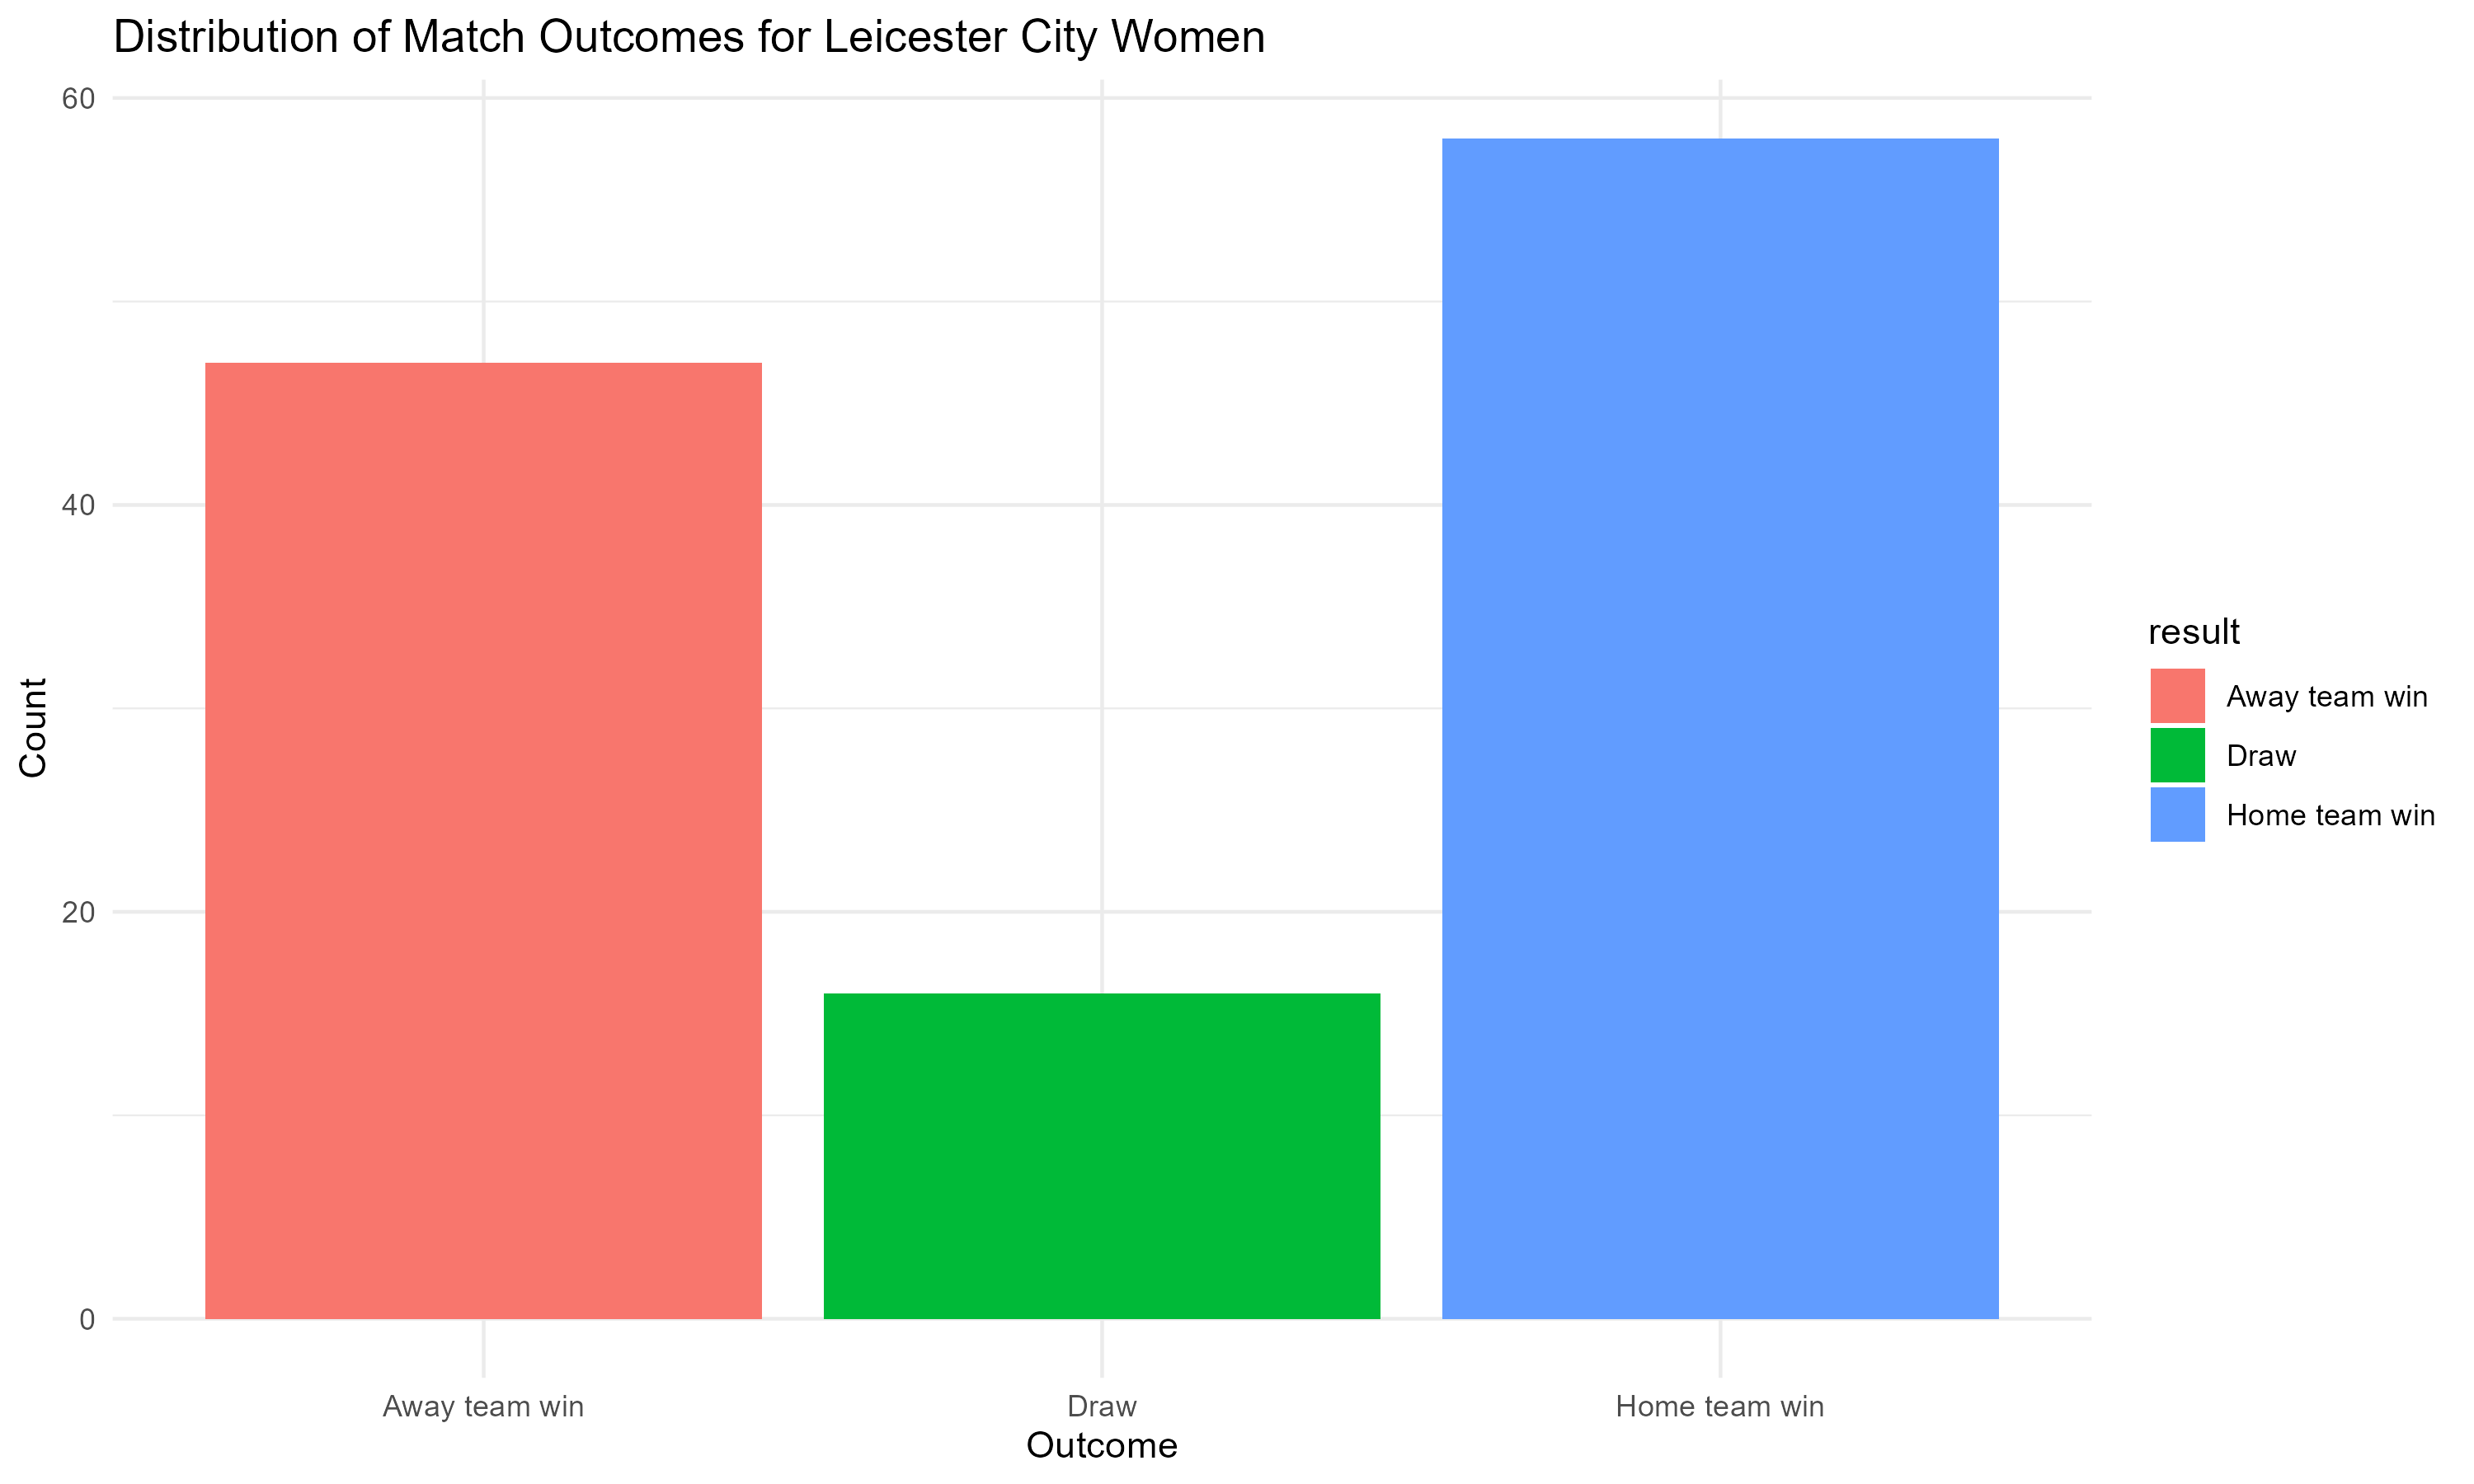 Distribution of Match Outcomes for Leicester City Women
60
40
20
0
Count
Away team win
Draw
Home team win
Outcome
result
Away team win
Draw
Home team win